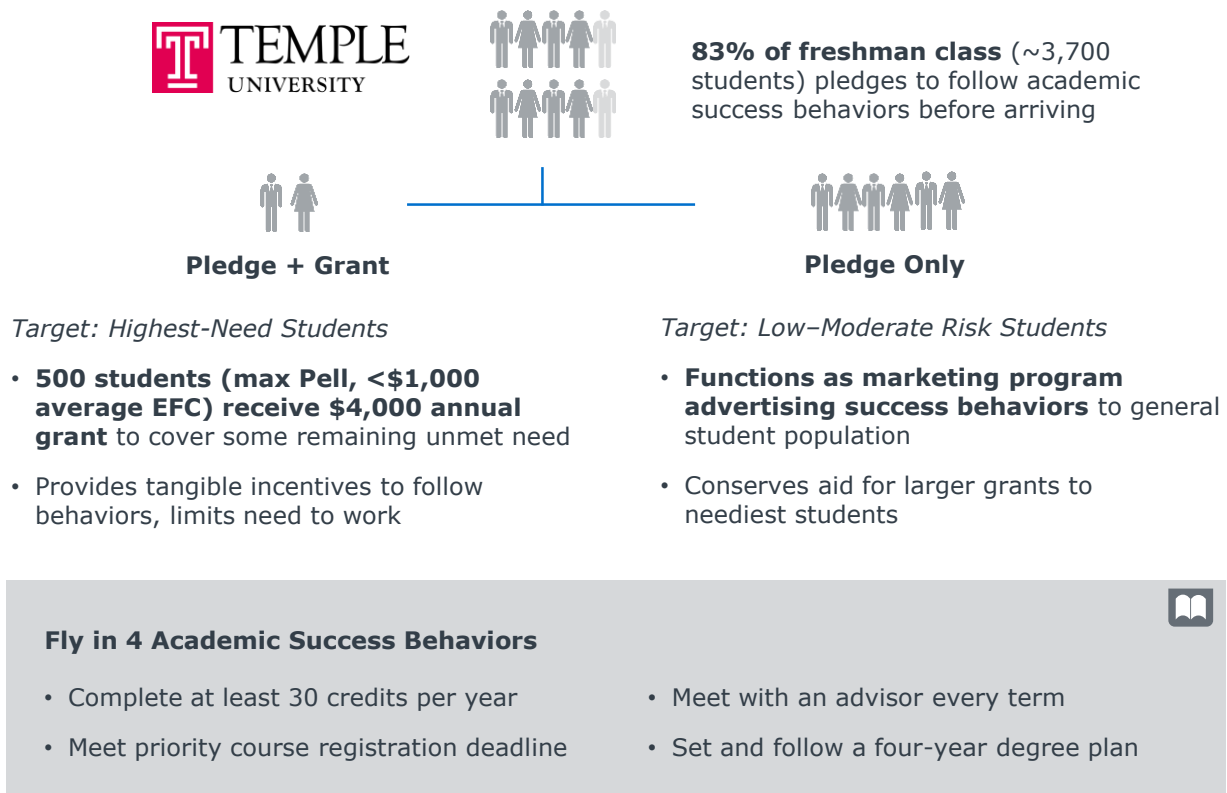 TEMPLE
UNIVERSITY
83% of freshman class (~3,700
students) pledges to follow academic
success behaviors before arriving
Pledge + Grant
Target: Highest-Need Students
• 500 students (max Pell, <$1,000
average EFC) receive $4,000 annual
grant to cover some remaining unmet need
• Provides tangible incentives to follow
behaviors, limits need to work
Pledge Only
Target: Low–Moderate Risk Students
• Functions as marketing program
advertising success behaviors to general
student population
• Conserves aid for larger grants to
neediest students
Fly in 4 Academic Success Behaviors
• Complete at least 30 credits per year
• Meet priority course registration deadline
• Meet with an advisor every term
• Set and follow a four-year degree plan